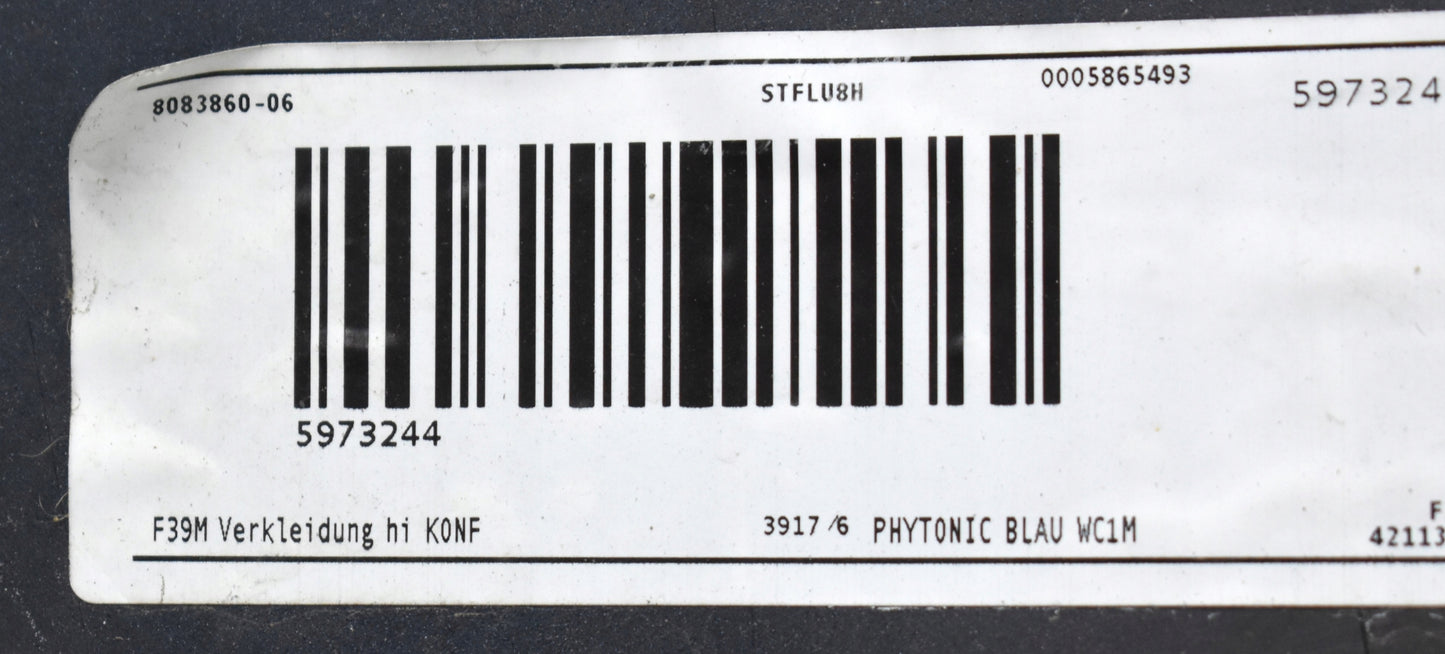 8083860-06 STFLU8H 0005865493 597324
5973244
F39M Verkleidung hi KONF 3917/6 PHYTONIC BLAU WC1M F
42113